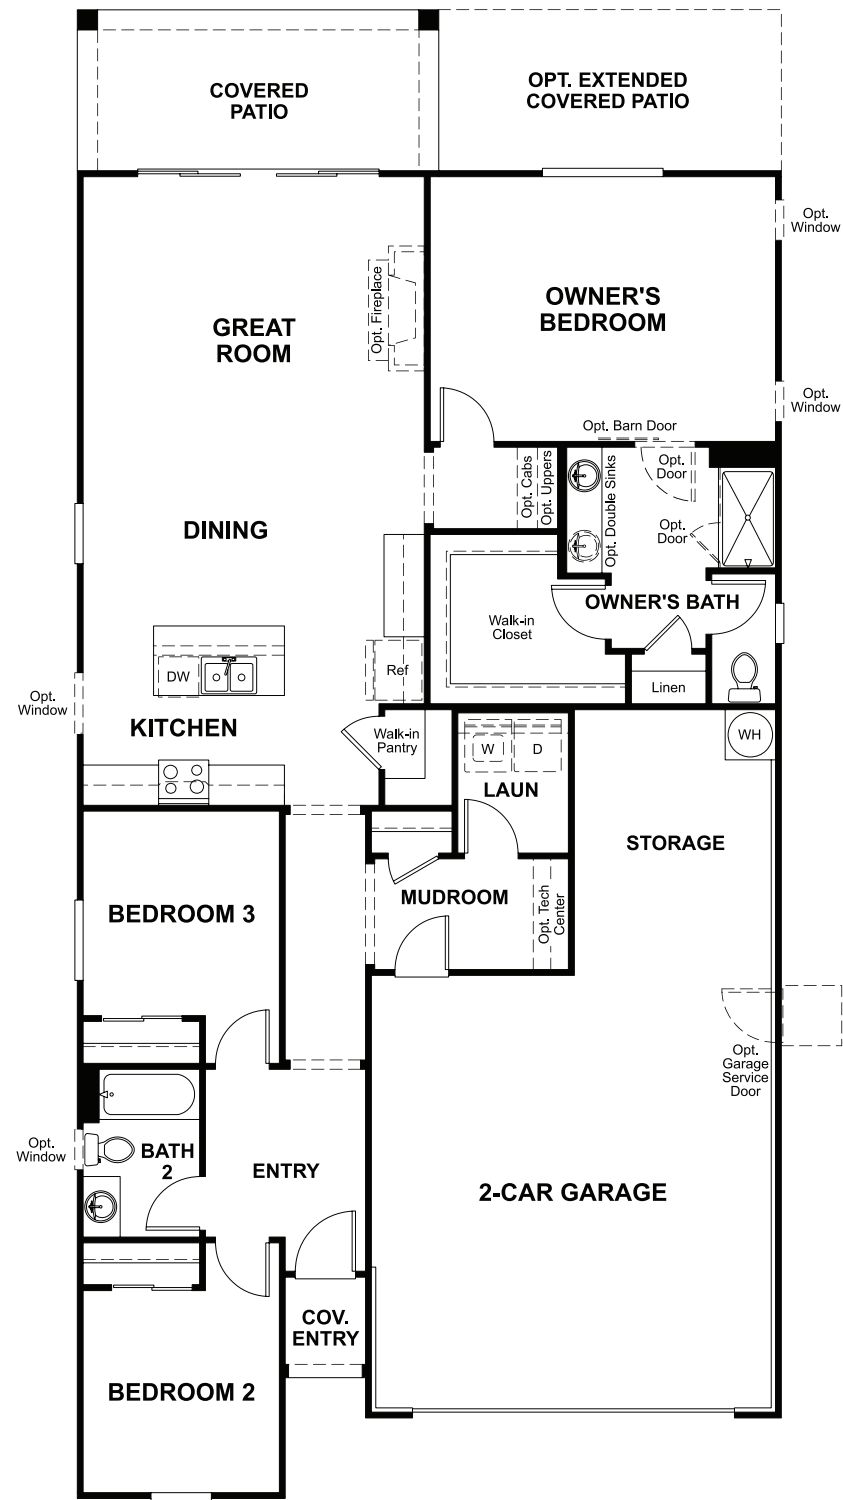 COVERED
PATIO
OPT. EXTENDED
COVERED PATIO
Opt.
Window
Opt. Fireplace
GREAT
ROOM
OWNER'S
BEDROOM
Opt.
Window
Opt. Barn Door
Opt. Cabs
Opt. Uppers
Opt. Double Sinks
Opt.
Door
Opt.
Door
DINING
OWNER'S BATH
Walk-in
Closet
DW
Ref
Linen
Opt.
Window
KITCHEN
Walk-in
Pantry
W
D
WH
LAUN
STORAGE
BEDROOM 3
MUDROOM
Opt. Tech
Center
Opt.
Garage
Service
Door
Opt.
Window
BATH
2
ENTRY
2-CAR GARAGE
COV.
ENTRY
BEDROOM 2